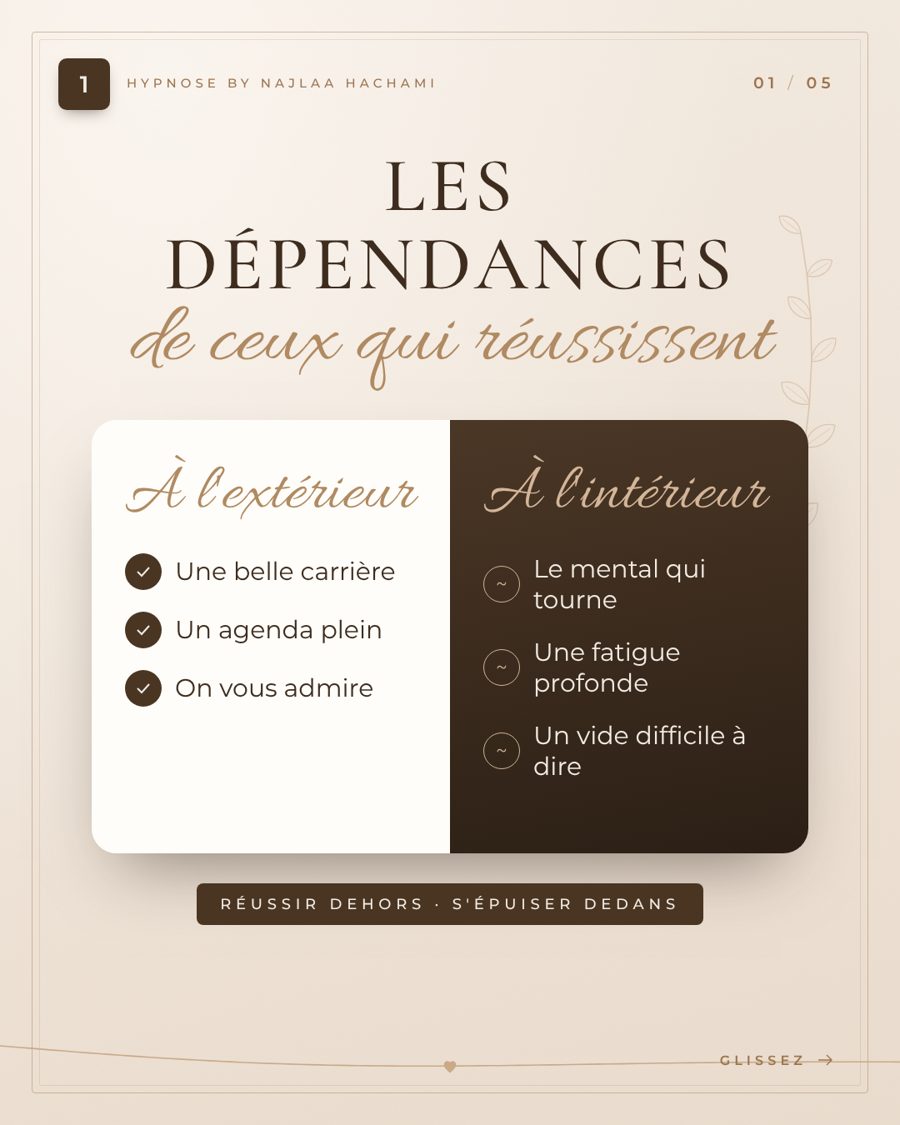 1
HYPNOSE BY NAJLAA HACHAMI
01 / 05
LES
DÉPENDANCES
de ceux qui réussissent
À l'extérieur
Une belle carrière
Un agenda plein
On vous admire
À l'intérieur
~ Le mental qui
tourne
~ Une fatigue
profonde
~ Un vide difficile à
dire
RÉUSSIR DEHORS · S'ÉPUISER DEDANS
GLISSEZ →